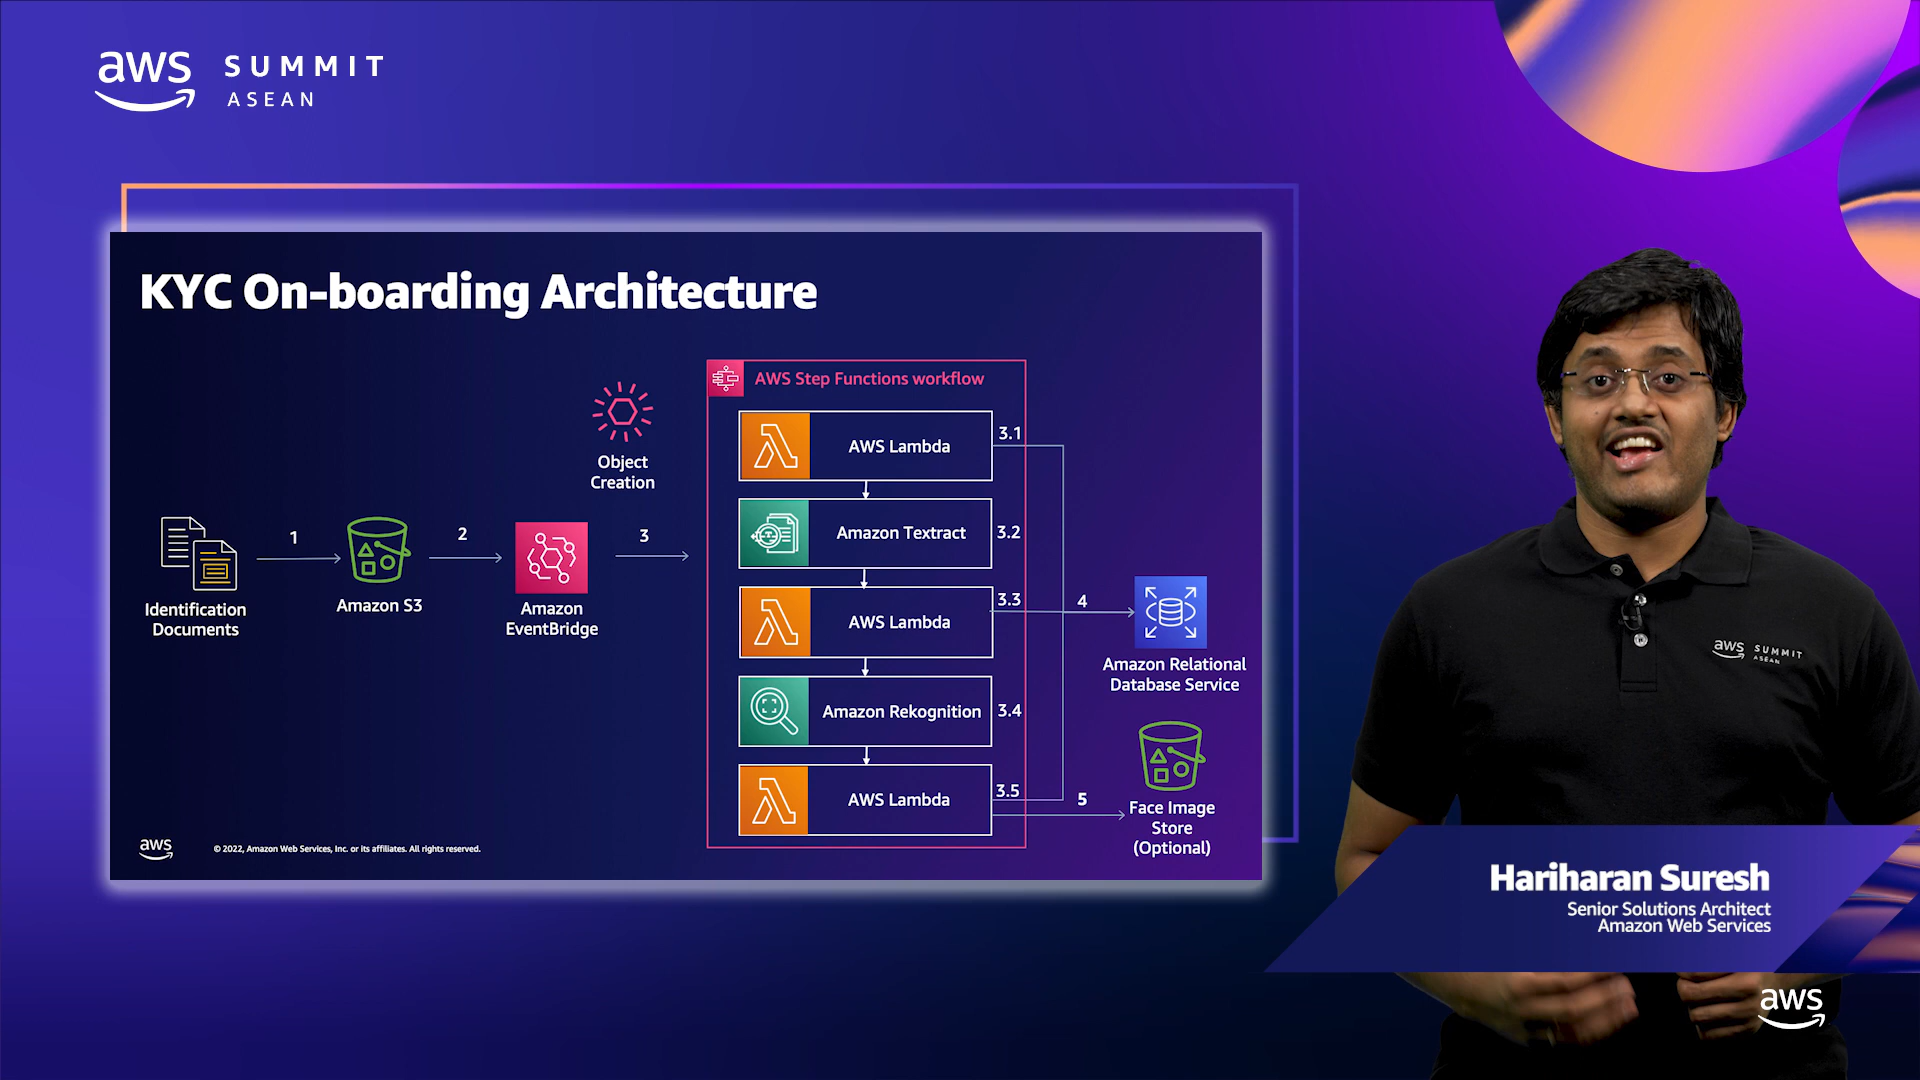 aws SUMMIT
ASEAN
KYC On-boarding Architecture
Object
Creation
AWS Step Functions workflow
AWS Lambda
3.1
Amazon Textract
3.2
AWS Lambda
3.3
Amazon Rekognition
3.4
AWS Lambda
3.5
1
2
3
4
5
Identification
Documents
Amazon S3
Amazon
EventBridge
Amazon Relational
Database Service
Face Image
Store
(Optional)
aws
© 2022, Amazon Web Services, Inc. or its affiliates. All rights reserved.
aws SUMMIT
ASEAN
Hariharan Suresh
Senior Solutions Architect
Amazon Web Services
aws